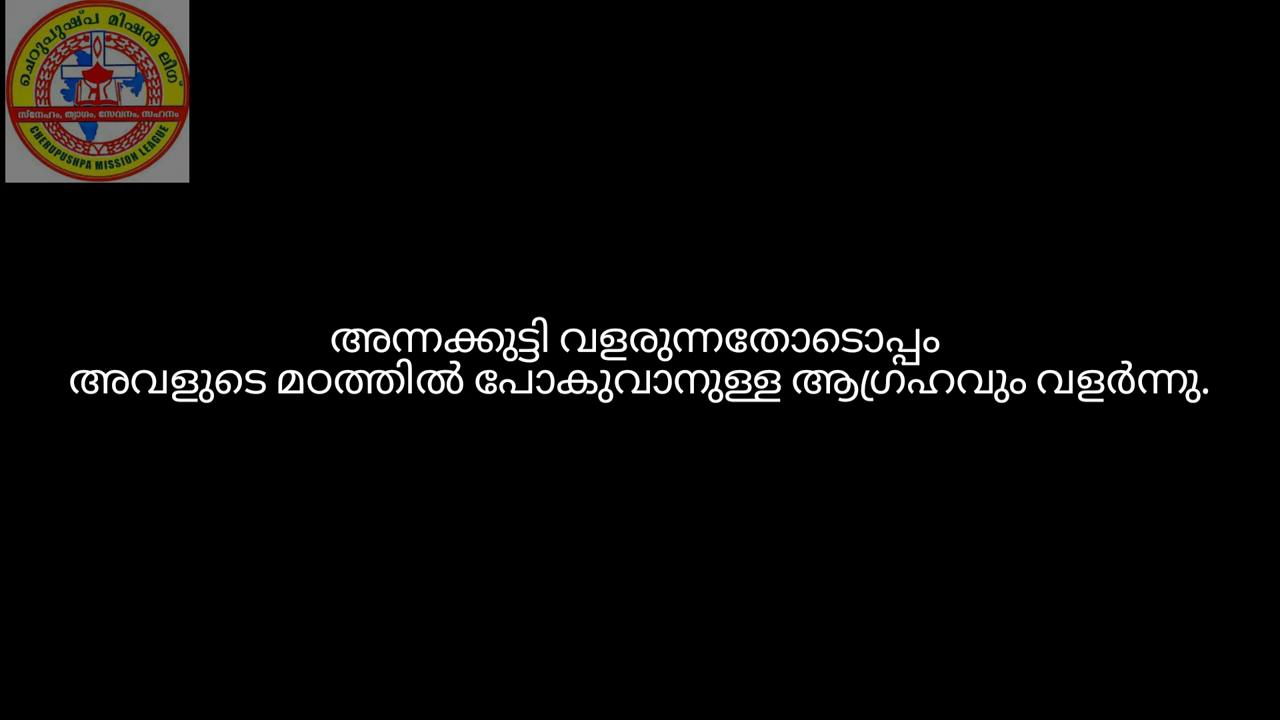 ചെറുപുഷ്പ മിഷൻ ലീഗ്
സ്നേഹം, ത്യാഗം, സേവനം, സഹനം
CHERUPUSHPA MISSION LEAGUE
അന്നക്കുട്ടി വളരുന്നതോടൊപ്പം
അവളുടെ മഠത്തിൽ പോകുവാനുള്ള ആഗ്രഹവും വളർന്നു.